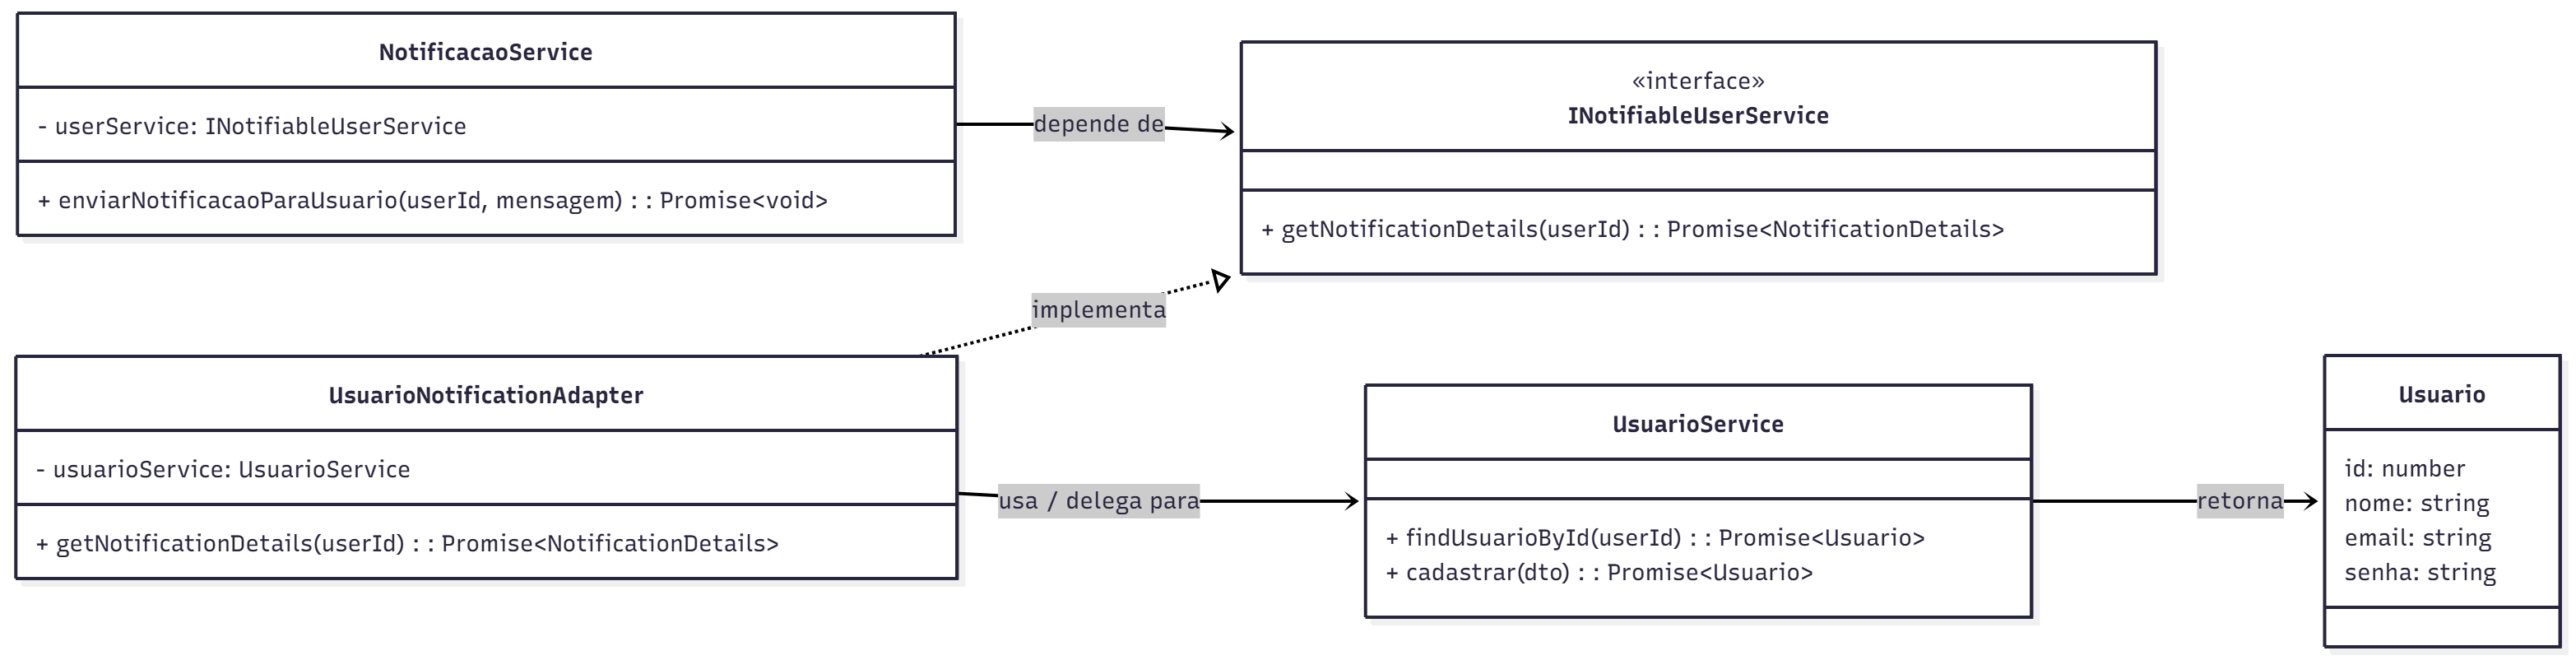 NotificacaoService
- userService: INotifiableUserService
+ enviarNotificacaoParaUsuario(userId, mensagem) : : Promise<void>
depende de
«interface»
INotifiableUserService
+ getNotificationDetails(userId) : : Promise<NotificationDetails>
implementa
UsuarioNotificationAdapter
- usuarioService: UsuarioService
+ getNotificationDetails(userId) : : Promise<NotificationDetails>
usa / delega para
UsuarioService
+ findUsuarioById(userId) : : Promise<Usuario>
+ cadastrar(dto) : : Promise<Usuario>
retorna
Usuario
id: number
nome: string
email: string
senha: string